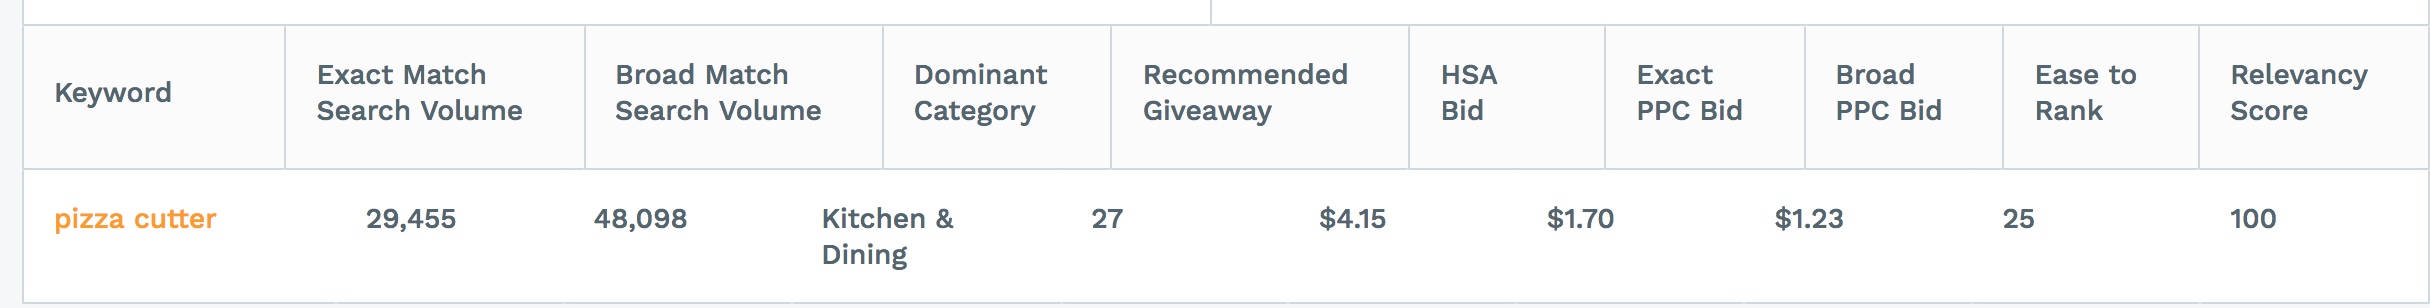 Keyword
Exact Match
Search Volume
Broad Match
Search Volume
Dominant
Category
Recommended
Giveaway
HSA
Bid
Exact
PPC Bid
Broad
PPC Bid
Ease to
Rank
Relevancy
Score
pizza cutter
29,455
48,098
Kitchen &
Dining
27
$4.15
$1.70
$1.23
25
100